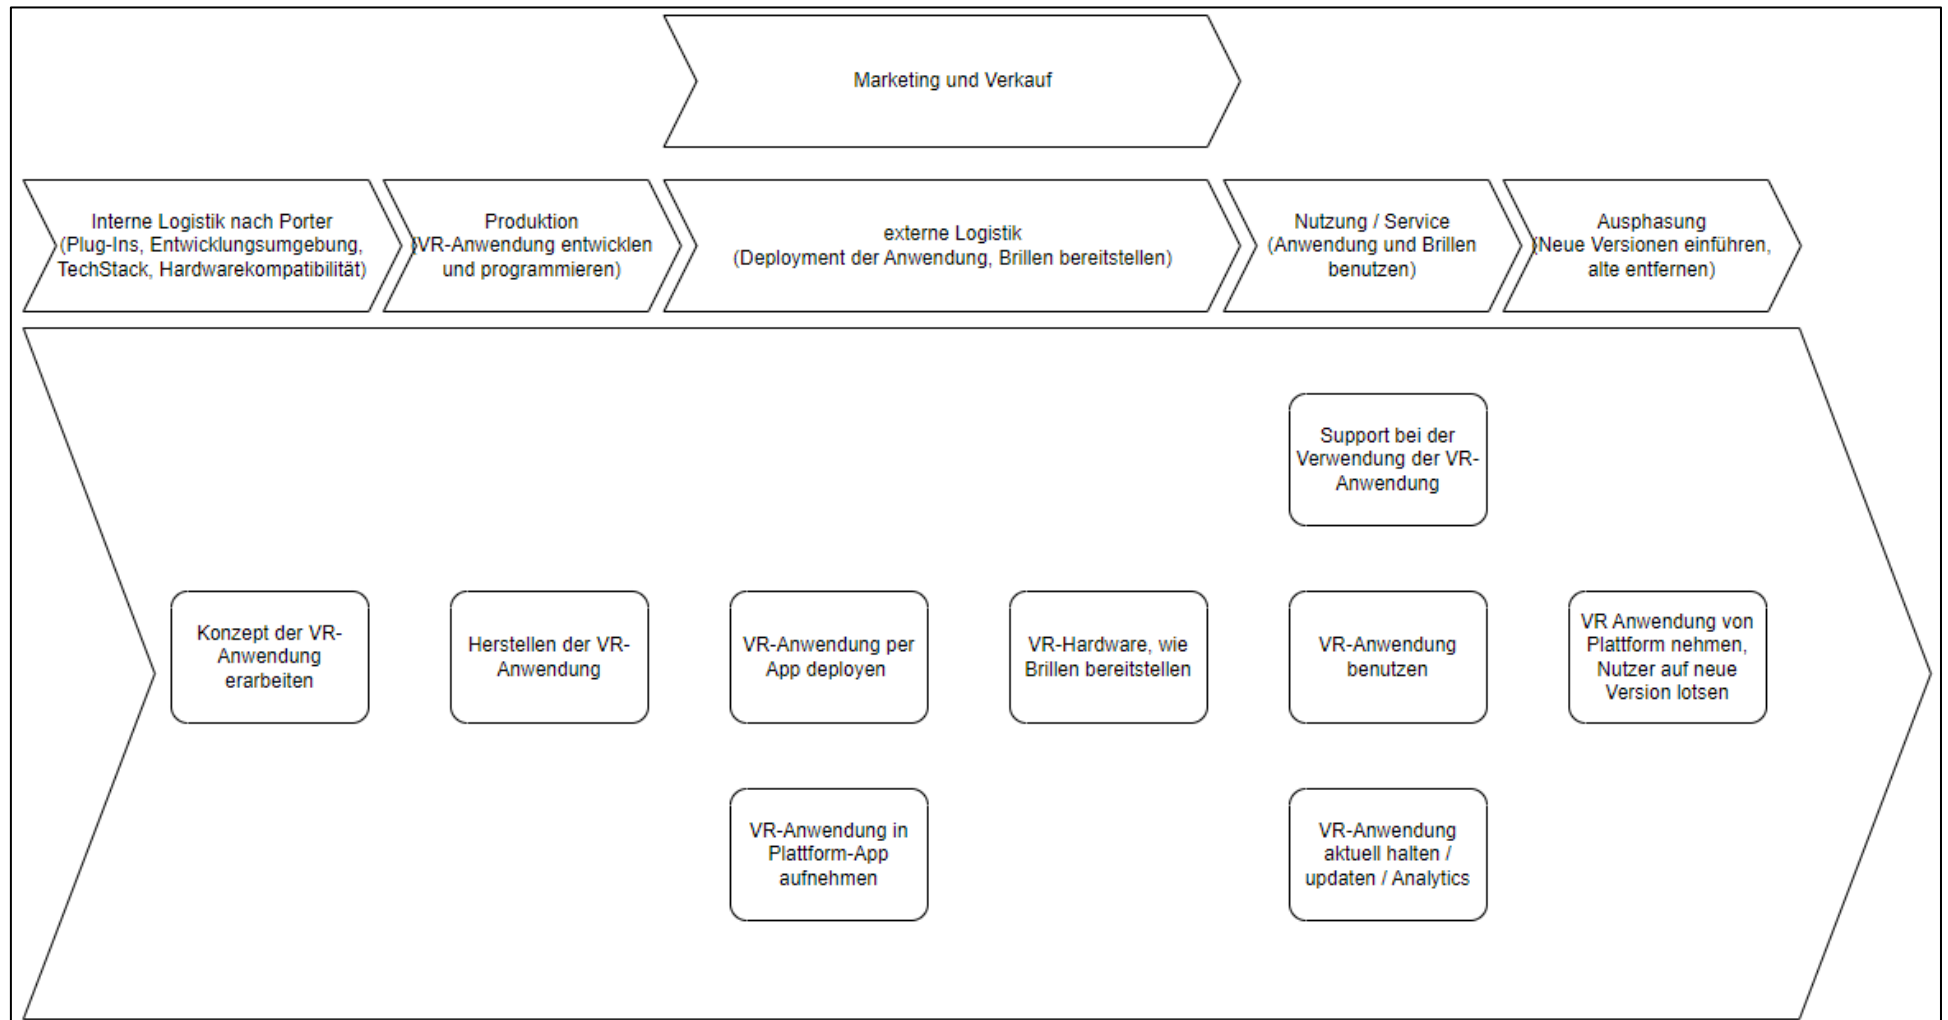 Marketing und Verkauf
Interne Logistik nach Porter
(Plug-Ins, Entwicklungsumgebung,
TechStack, Hardwarekompatibilität)
Produktion
(VR-Anwendung entwicklen
und programmieren)
externe Logistik
(Deployment der Anwendung, Brillen bereitstellen)
Nutzung / Service
(Anwendung und Brillen
benutzen)
Ausphasung
(Neue Versionen einführen,
alte entfernen)
Support bei der
Verwendung der VR-
Anwendung
Konzept der VR-
Anwendung
erarbeiten
Herstellen der VR-
Anwendung
VR-Anwendung per
App deployen
VR-Hardware, wie
Brillen bereitstellen
VR-Anwendung
benutzen
VR Anwendung von
Plattform nehmen,
Nutzer auf neue
Version lotsen
VR-Anwendung in
Plattform-App
aufnehmen
VR-Anwendung
aktuell halten /
updaten / Analytics